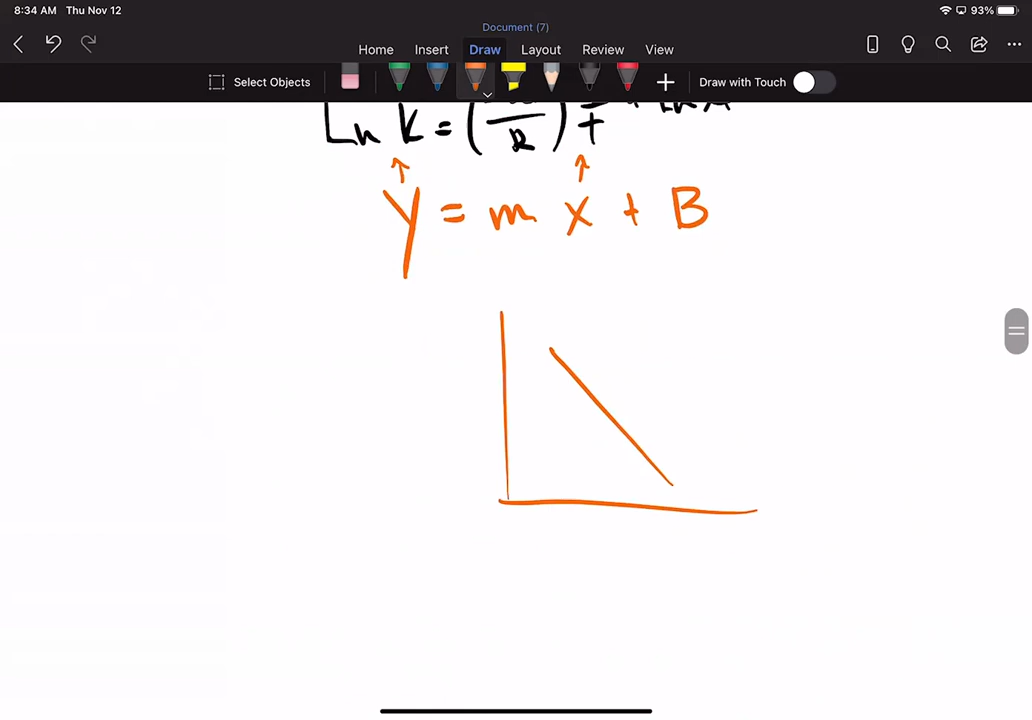 8:34 AM Thu Nov 12 93%
Document (7)
Home Insert Draw Layout Review View
Select Objects Draw with Touch
Ln k = ( / R ) / T + Ln A
y = m x + B